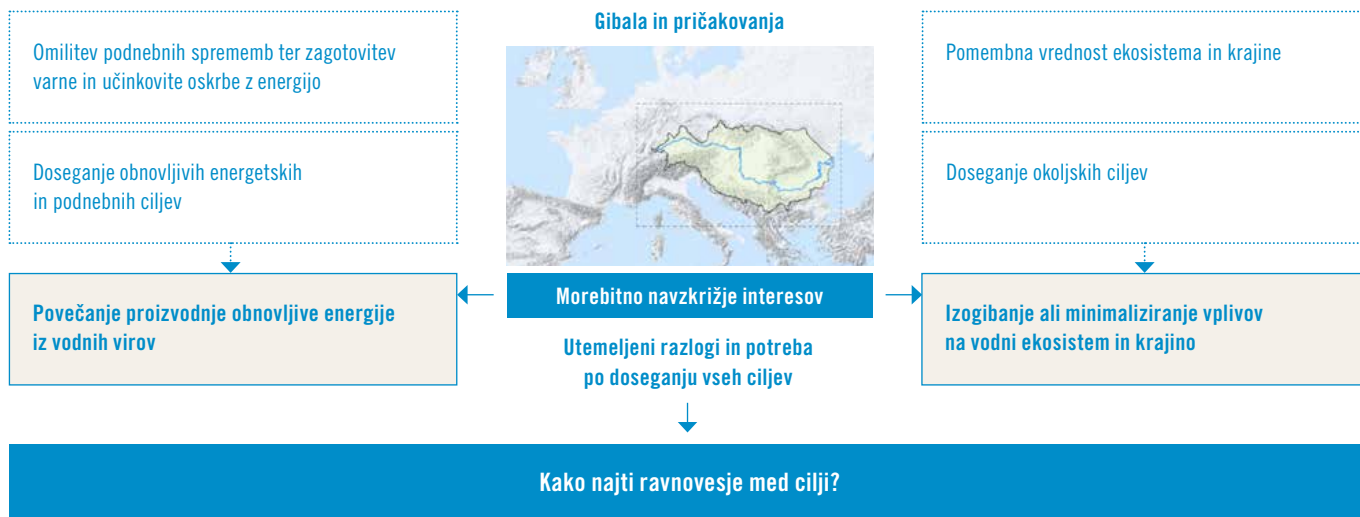 Gibala in pričakovanja
Omilitev podnebnih sprememb ter zagotovitev
varne in učinkovite oskrbe z energijo
Doseganje obnovljivih energetskih
in podnebnih ciljev
Povečanje proizvodnje obnovljive energije
iz vodnih virov
Morebitno navzkrižje interesov
Utemeljeni razlogi in potreba
po doseganju vseh ciljev
Pomembna vrednost ekosistema in krajine
Doseganje okoljskih ciljev
Izogibanje ali minimaliziranje vplivov
na vodni ekosistem in krajino
Kako najti ravnovesje med cilji?